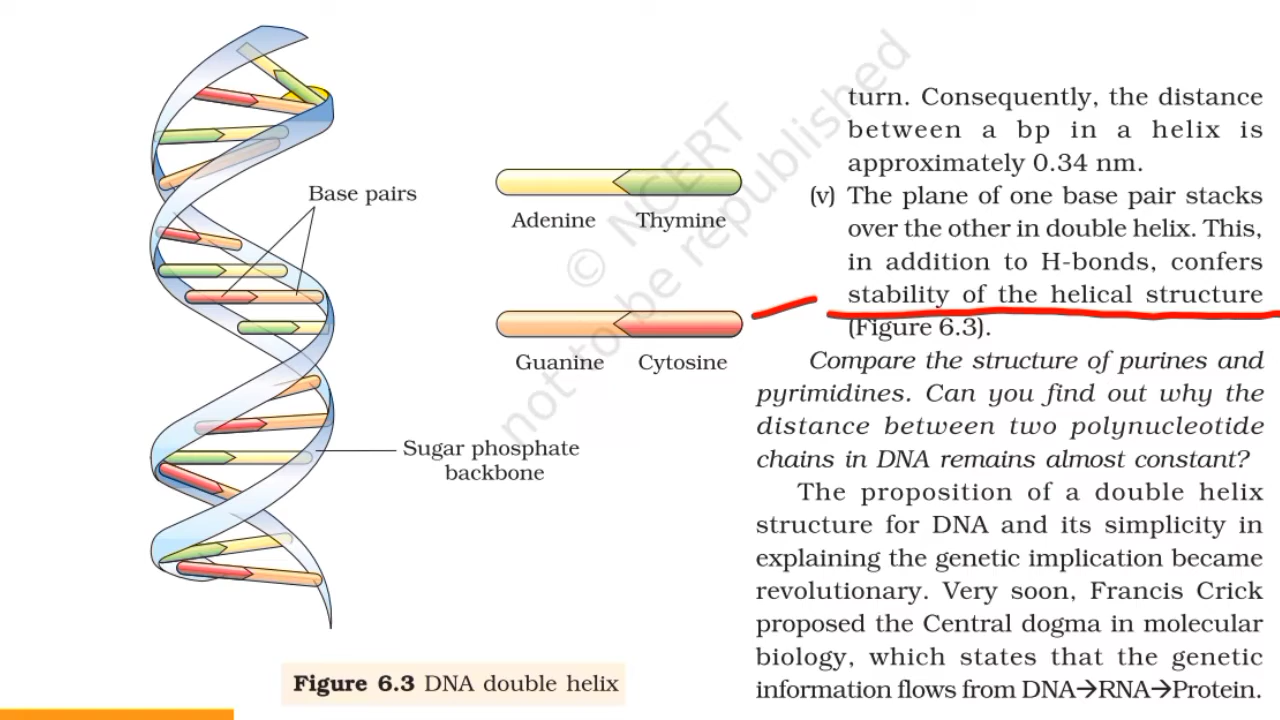 Base pairs
Adenine Thymine
Guanine Cytosine
Sugar phosphate
backbone
Figure 6.3 DNA double helix
© NCERT
not to be republished
turn. Consequently, the distance
between a bp in a helix is
approximately 0.34 nm.
(v) The plane of one base pair stacks
over the other in double helix. This,
in addition to H-bonds, confers
stability of the helical structure
(Figure 6.3).
Compare the structure of purines and
pyrimidines. Can you find out why the
distance between two polynucleotide
chains in DNA remains almost constant?
The proposition of a double helix
structure for DNA and its simplicity in
explaining the genetic implication became
revolutionary. Very soon, Francis Crick
proposed the Central dogma in molecular
biology, which states that the genetic
information flows from DNA→RNA→Protein.